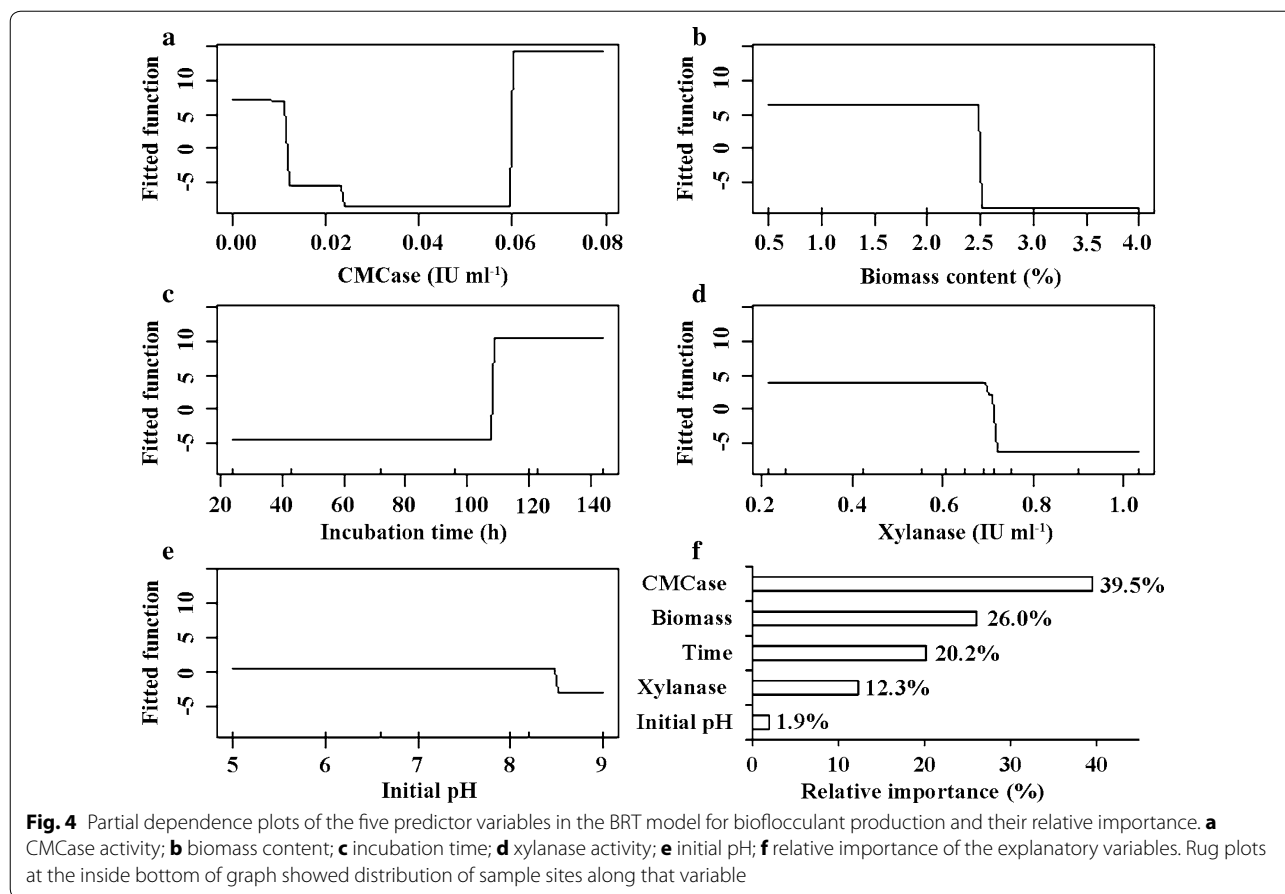 a
Fitted function
-5 0 5 10
0.00 0.02 0.04 0.06 0.08
CMCase (IU ml⁻¹)
b
Fitted function
-5 0 5 10
0.5 1.0 1.5 2.0 2.5 3.0 3.5 4.0
Biomass content (%)
c
Fitted function
-5 0 5 10
20 40 60 80 100 120 140
Incubation time (h)
d
Fitted function
-5 0 5 10
0.2 0.4 0.6 0.8 1.0
Xylanase (IU ml⁻¹)
e
Fitted function
-5 0 5 10
5 6 7 8 9
Initial pH
f
CMCase 39.5%
Biomass 26.0%
Time 20.2%
Xylanase 12.3%
Initial pH 1.9%
0 10 20 30 40
Relative importance (%)
Fig. 4 Partial dependence plots of the five predictor variables in the BRT model for bioflocculant production and their relative importance. a
CMCase activity; b biomass content; c incubation time; d xylanase activity; e initial pH; f relative importance of the explanatory variables. Rug plots
at the inside bottom of graph showed distribution of sample sites along that variable